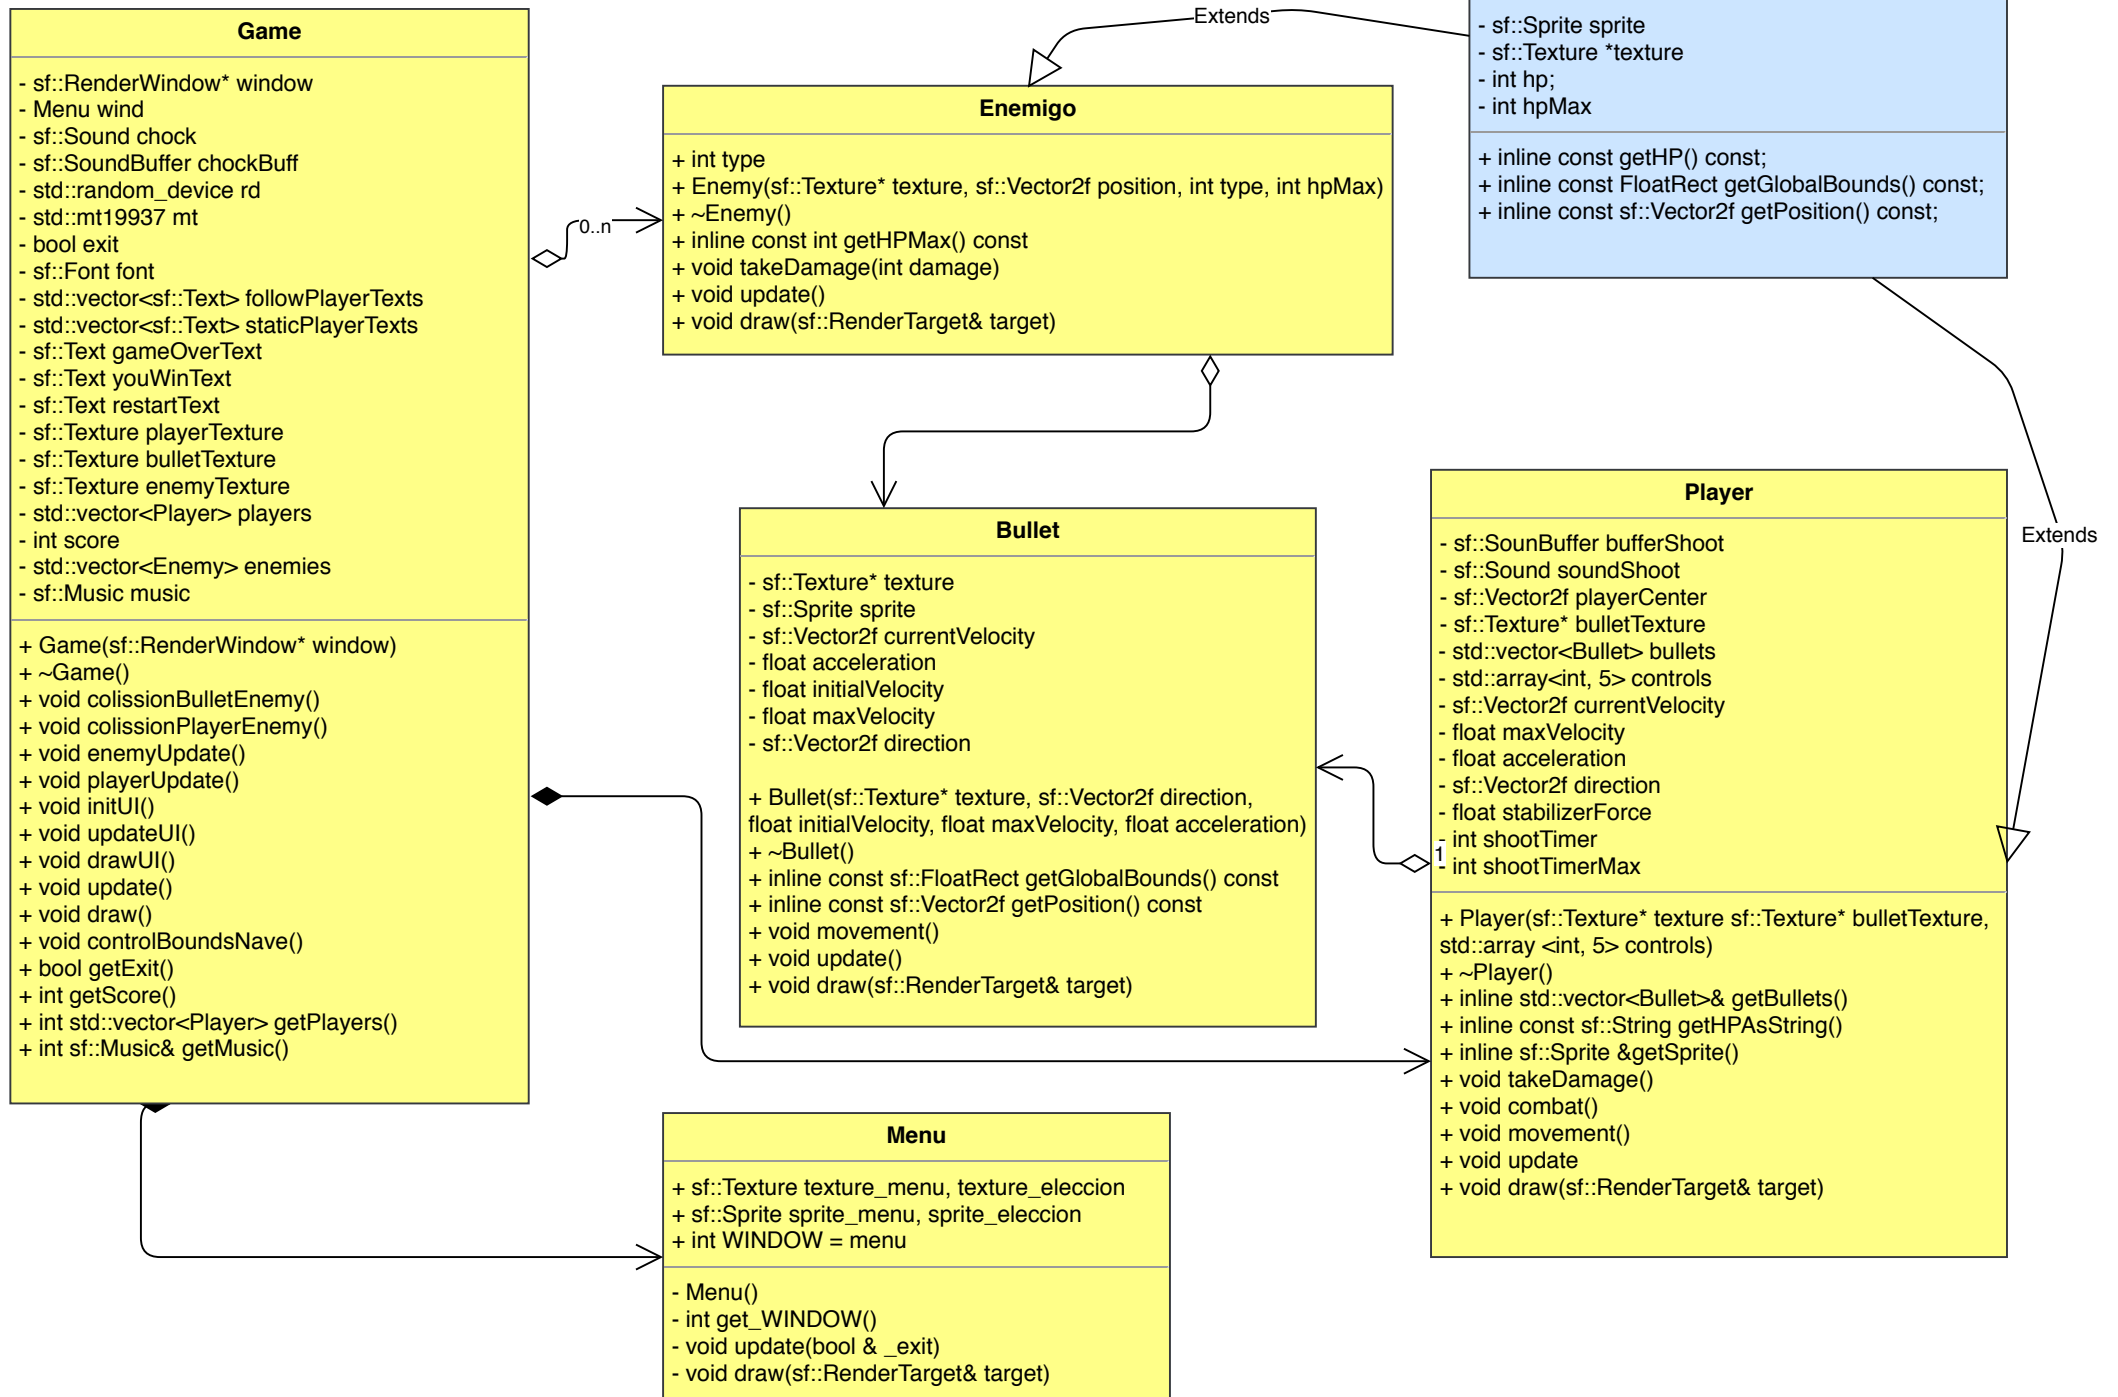 Game
- sf::RenderWindow* window
- Menu wind
- sf::Sound chock
- sf::SoundBuffer chockBuff
- std::random_device rd
- std::mt19937 mt
- bool exit
- sf::Font font
- std::vector<sf::Text> followPlayerTexts
- std::vector<sf::Text> staticPlayerTexts
- sf::Text gameOverText
- sf::Text youWinText
- sf::Text restartText
- sf::Texture playerTexture
- sf::Texture bulletTexture
- sf::Texture enemyTexture
- std::vector<Player> players
- int score
- std::vector<Enemy> enemies
- sf::Music music
+ Game(sf::RenderWindow* window)
+ ~Game()
+ void colissionBulletEnemy()
+ void colissionPlayerEnemy()
+ void enemyUpdate()
+ void playerUpdate()
+ void initUI()
+ void updateUI()
+ void drawUI()
+ void update()
+ void draw()
+ void controlBoundsNave()
+ bool getExit()
+ int getScore()
+ int std::vector<Player> getPlayers()
+ int sf::Music& getMusic()
0..n
Extends
Enemigo
+ int type
+ Enemy(sf::Texture* texture, sf::Vector2f position, int type, int hpMax)
+ ~Enemy()
+ inline const int getHPMax() const
+ void takeDamage(int damage)
+ void update()
+ void draw(sf::RenderTarget& target)
- sf::Sprite sprite
- sf::Texture *texture
- int hp;
- int hpMax
+ inline const getHP() const;
+ inline const FloatRect getGlobalBounds() const;
+ inline const sf::Vector2f getPosition() const;
Extends
Bullet
- sf::Texture* texture
- sf::Sprite sprite
- sf::Vector2f currentVelocity
- float acceleration
- float initialVelocity
- float maxVelocity
- sf::Vector2f direction
+ Bullet(sf::Texture* texture, sf::Vector2f direction,
float initialVelocity, float maxVelocity, float acceleration)
+ ~Bullet()
+ inline const sf::FloatRect getGlobalBounds() const
+ inline const sf::Vector2f getPosition() const
+ void movement()
+ void update()
+ void draw(sf::RenderTarget& target)
Player
- sf::SounBuffer bufferShoot
- sf::Sound soundShoot
- sf::Vector2f playerCenter
- sf::Texture* bulletTexture
- std::vector<Bullet> bullets
- std::array<int, 5> controls
- sf::Vector2f currentVelocity
- float maxVelocity
- float acceleration
- sf::Vector2f direction
- float stabilizerForce
- int shootTimer
1
- int shootTimerMax
+ Player(sf::Texture* texture sf::Texture* bulletTexture,
std::array <int, 5> controls)
+ ~Player()
+ inline std::vector<Bullet>& getBullets()
+ inline const sf::String getHPAsString()
+ inline sf::Sprite &getSprite()
+ void takeDamage()
+ void combat()
+ void movement()
+ void update
+ void draw(sf::RenderTarget& target)
Menu
+ sf::Texture texture_menu, texture_eleccion
+ sf::Sprite sprite_menu, sprite_eleccion
+ int WINDOW = menu
- Menu()
- int get_WINDOW()
- void update(bool & _exit)
- void draw(sf::RenderTarget& target)